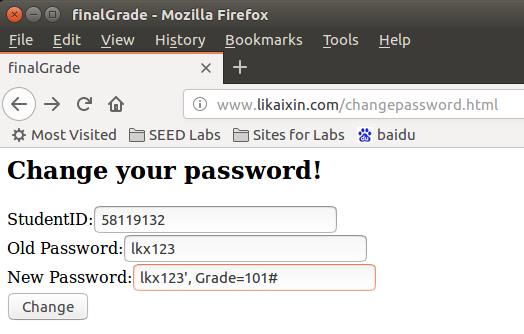 finalGrade - Mozilla Firefox
File Edit View History Bookmarks Tools Help
finalGrade
www.likaixin.com/changepassword.html
Most Visited SEED Labs Sites for Labs baidu
Change your password!
StudentID: 58119132
Old Password: lkx123
New Password: lkx123', Grade=101#
Change